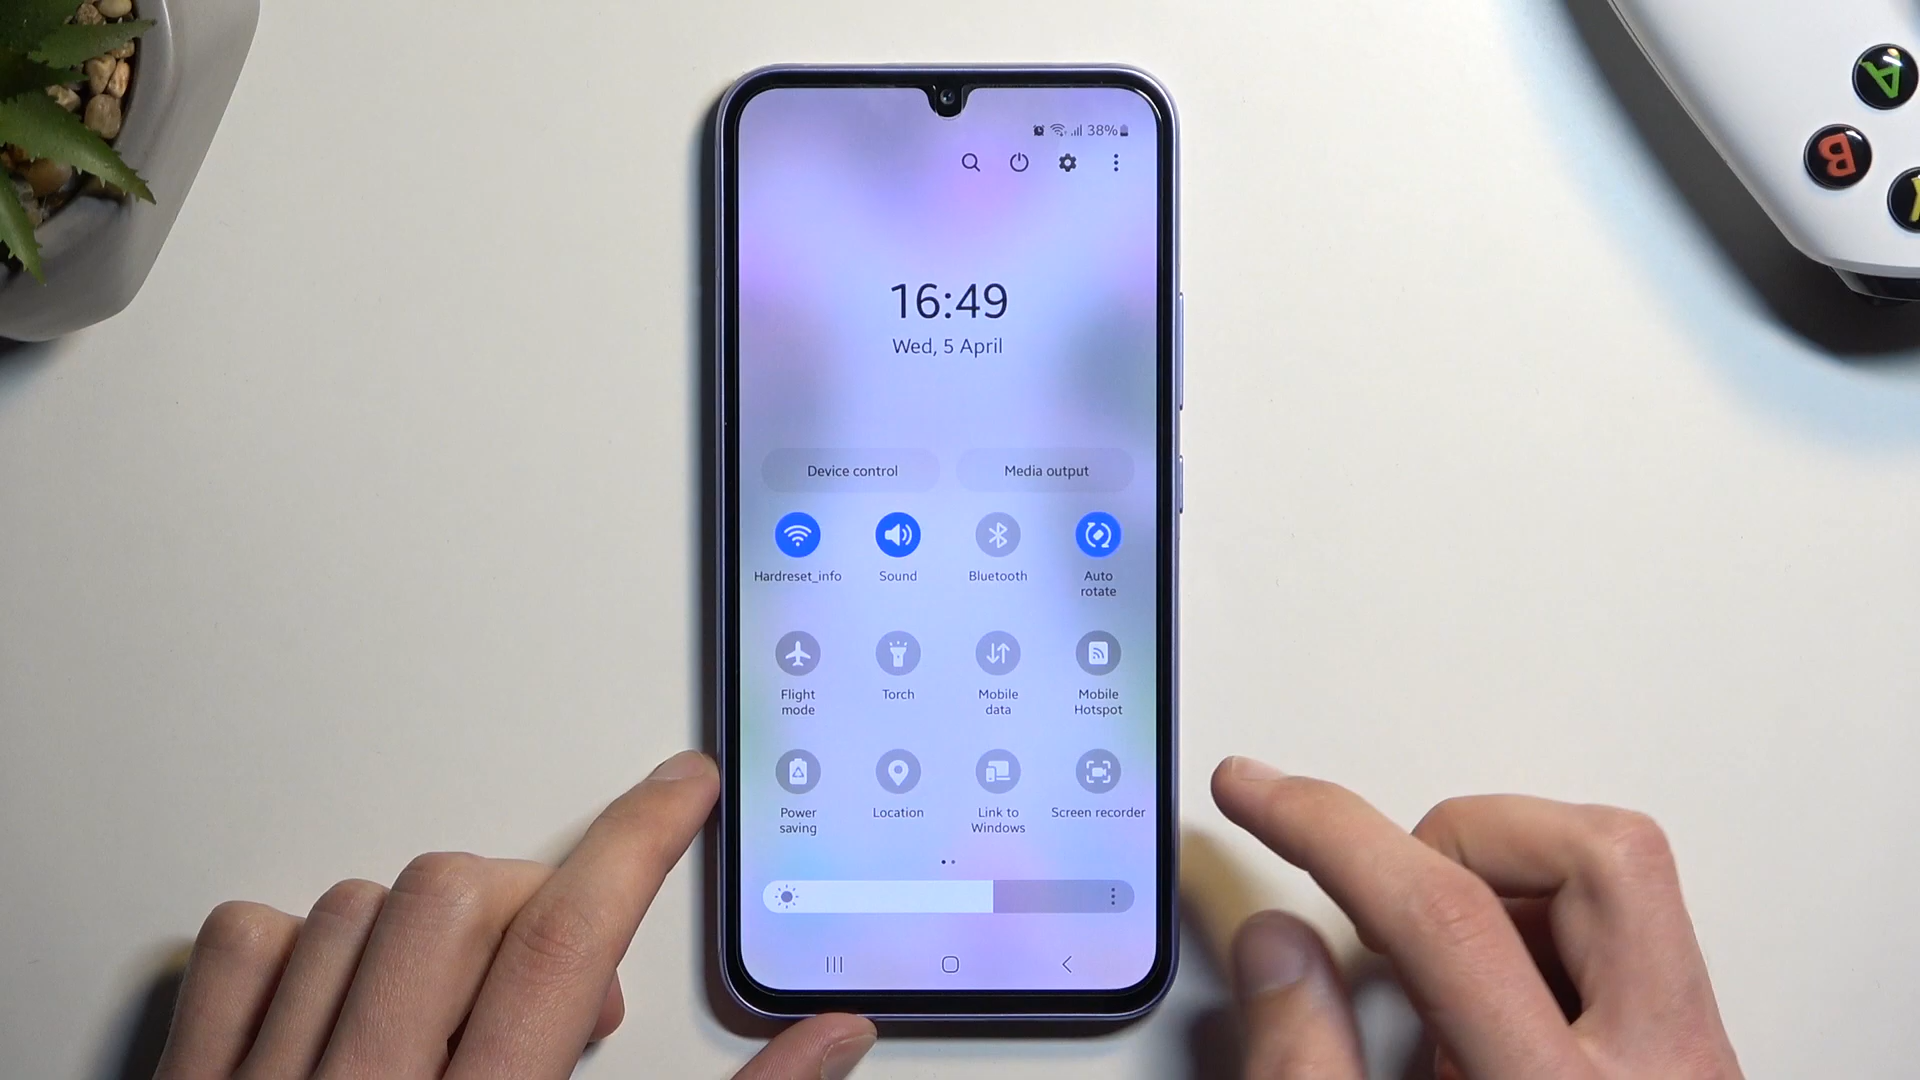 38%
16:49
Wed, 5 April
Device control Media output
Hardreset_info Sound Bluetooth Auto
rotate
Flight
mode
Torch
Mobile
data
Mobile
Hotspot
Power
saving
Location
Link to
Windows
Screen recorder
A
B